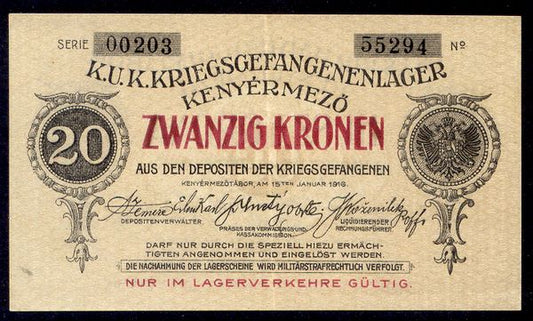 SERIE 00203 55294 Nº
K.U.K. KRIEGSGEFANGENENLAGER
KENYÉRMEZŐ
20 ZWANZIG KRONEN
AUS DEN DEPOSITEN DER KRIEGSGEFANGENEN
KENYÉRMEZŐTÁBOR, AM 15TEN JANUAR 1916.
DEPOSITENVERWALTER.
PRÄSES DER VERWALTUNGS- UND
KASSAKOMMISSION.
LIQUIDIERENDER
RECHNUNGSFÜHRER.
DARF NUR DURCH DIE SPEZIELL HIEZU ERMÄCH-
TIGTEN ANGENOMMEN UND EINGELÖST WERDEN.
DIE NACHAHMUNG DER LAGERSCHEINE WIRD MILITÄRSTRAFRECHTLICH VERFOLGT.
NUR IM LAGERVERKEHRE GÜLTIG.